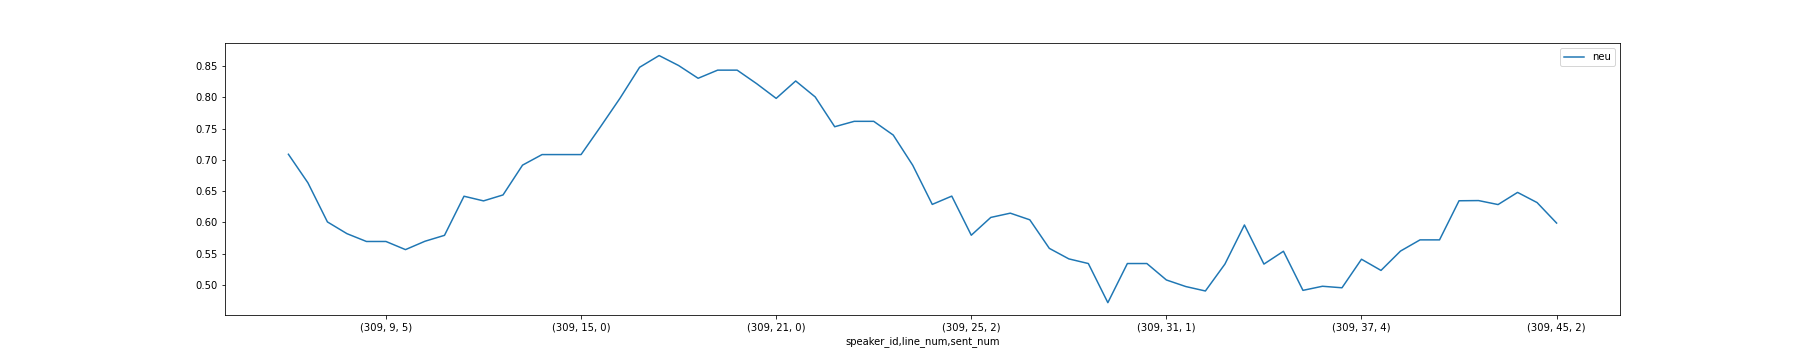 neu
0.85
0.80
0.75
0.70
0.65
0.60
0.55
0.50
(309, 9, 5) (309, 15, 0) (309, 21, 0) (309, 25, 2) (309, 31, 1) (309, 37, 4) (309, 45, 2)
speaker_id,line_num,sent_num